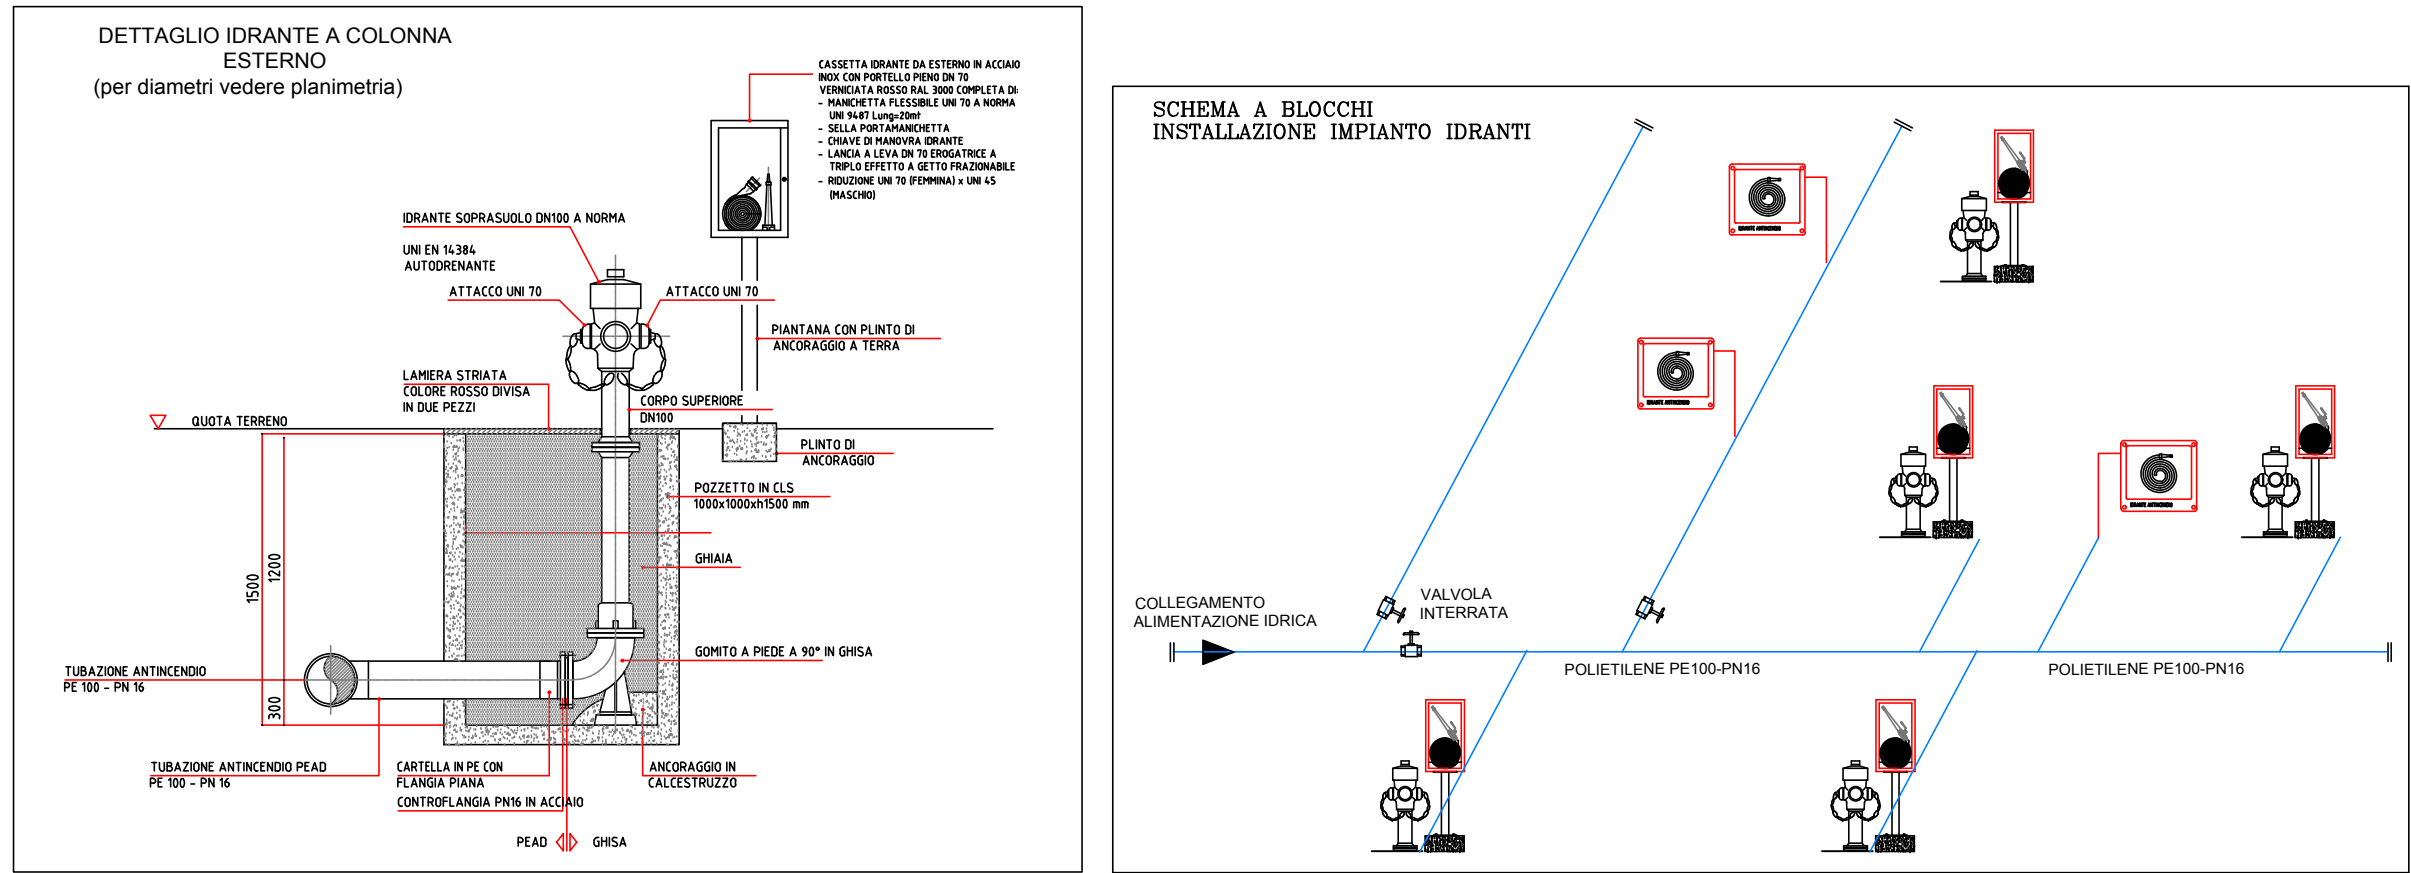 DETTAGLIO IDRANTE A COLONNA
ESTERNO
(per diametri vedere planimetria)
CASSETTA IDRANTE DA ESTERNO IN ACCIAIO
INOX CON PORTELLO PIENO DN 70
VERNICIATA ROSSO RAL 3000 COMPLETA DI:
- MANICHETTA FLESSIBILE UNI 70 A NORMA
UNI 9487 Lung=20mt
- SELLA PORTAMANICHETTA
- CHIAVE DI MANOVRA IDRANTE
- LANCIA A LEVA DN 70 EROGATRICE A
TRIPLO EFFETTO A GETTO FRAZIONABILE
- RIDUZIONE UNI 70 (FEMMINA) x UNI 45
(MASCHIO)
IDRANTE SOPRASUOLO DN100 A NORMA
UNI EN 14384
AUTODRENANTE
ATTACCO UNI 70
ATTACCO UNI 70
PIANTANA CON PLINTO DI
ANCORAGGIO A TERRA
LAMIERA STRIATA
COLORE ROSSO DIVISA
IN DUE PEZZI
CORPO SUPERIORE
DN100
QUOTA TERRENO
PLINTO DI
ANCORAGGIO
POZZETTO IN CLS
1000x1000xh1500 mm
GHIAIA
1500
1200
300
GOMITO A PIEDE A 90° IN GHISA
TUBAZIONE ANTINCENDIO
PE 100 - PN 16
TUBAZIONE ANTINCENDIO PEAD
PE 100 - PN 16
CARTELLA IN PE CON
FLANGIA PIANA
CONTROFLANGIA PN16 IN ACCIAIO
ANCORAGGIO IN
CALCESTRUZZO
PEAD
GHISA
SCHEMA A BLOCCHI
INSTALLAZIONE IMPIANTO IDRANTI
IDRANTE ANTINCENDIO
IDRANTE ANTINCENDIO
IDRANTE ANTINCENDIO
COLLEGAMENTO
ALIMENTAZIONE IDRICA
VALVOLA
INTERRATA
POLIETILENE PE100-PN16
POLIETILENE PE100-PN16